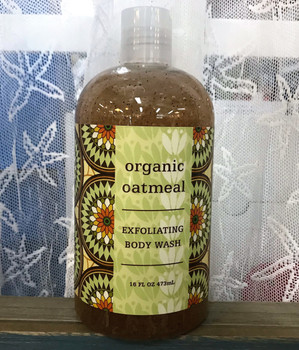 organic
oatmeal
EXFOLIATING
BODY WASH
16 FL OZ 473mL